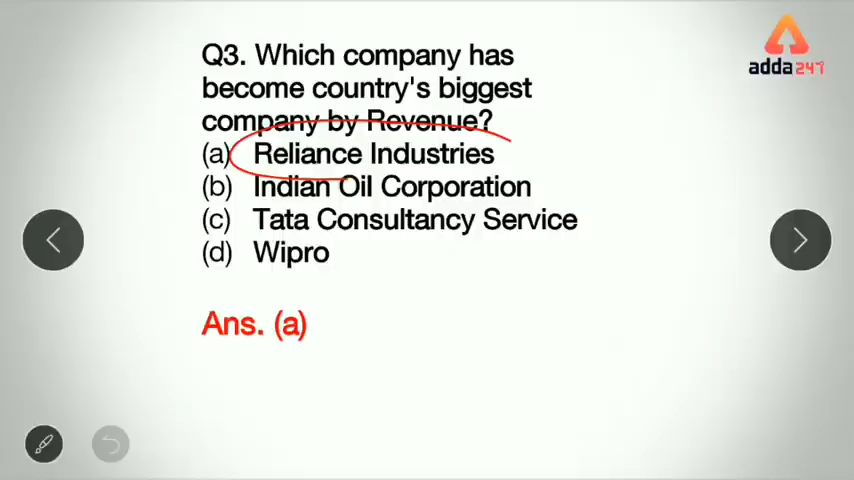 Q3. Which company has
become country's biggest
company by Revenue?
(a) Reliance Industries
(b) Indian Oil Corporation
(c) Tata Consultancy Service
(d) Wipro
Ans. (a)
adda247